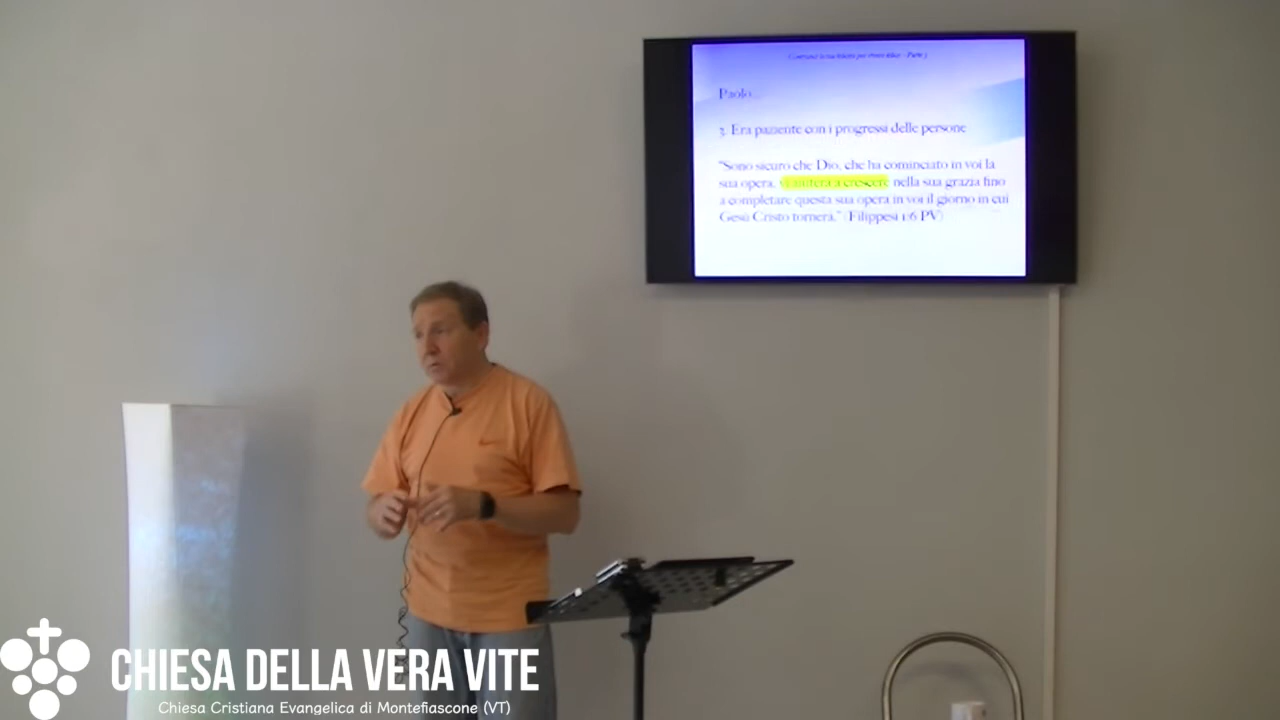 Paolo...
3. Era paziente con i progressi delle persone
"Sono sicuro che Dio, che ha cominciato in voi la
sua opera, vi aiuterà a crescere nella sua grazia fino
a completare questa sua opera in voi il giorno in cui
Gesù Cristo tornerà." (Filippesi 1:6 PV)
CHIESA DELLA VERA VITE
Chiesa Cristiana Evangelica di Montefiascone (VT)